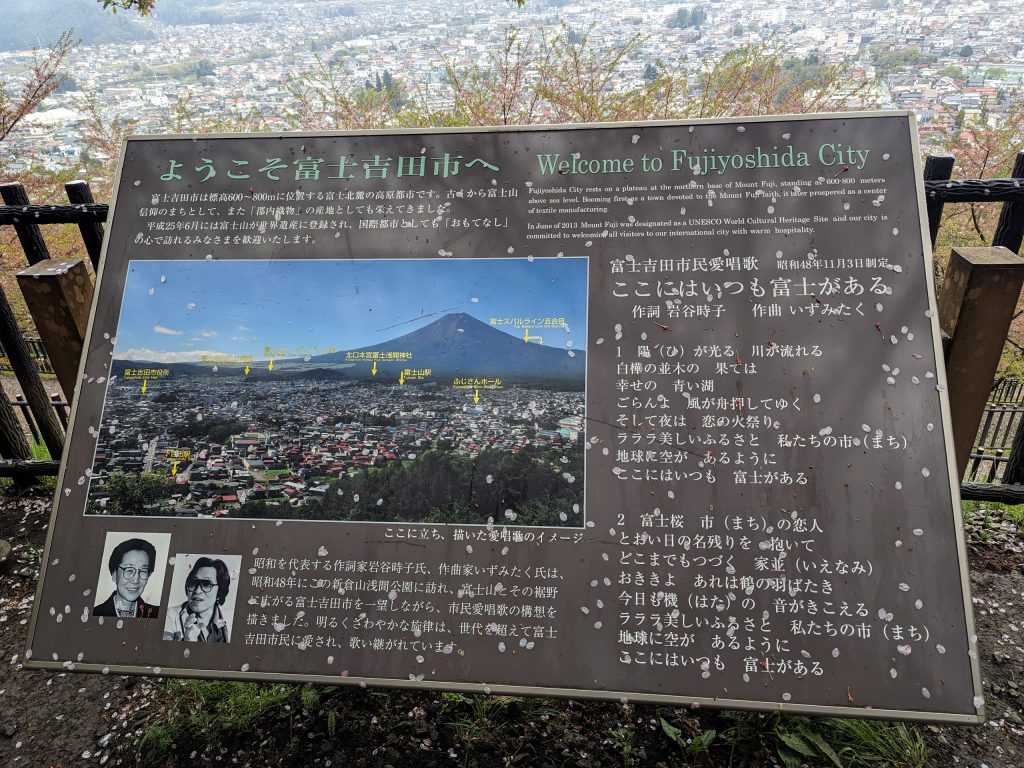 ようこそ富士吉田市へ
Welcome to Fujiyoshida City
富士吉田市は標高600～800mに位置する富士北麓の高原都市です。古くから富士山
信仰のまちとして、また「郡内織物」の産地としても栄えてきました。
平成25年6月には富士山が世界遺産に登録され、国際都市としても「おもてなし」
の心で訪れるみなさまを歓迎いたします。
Fujiyoshida City rests on a plateau at the northern base of Mount Fuji, standing at 600-800 meters
above sea level. Booming first as a town devoted to the Mount Fuji faith, it later prospered as a center
of textile manufacturing.
In June of 2013 Mount Fuji was designated as a UNESCO World Cultural Heritage Site and our city is
committed to welcoming all visitors to our international city with warm hospitality.
富士スバルライン五合目
北口本宮冨士浅間神社
富士吉田市役所
富士山駅
ふじさんホール
下吉田駅
ここに立ち、描いた愛唱歌のイメージ
昭和を代表する作詞家岩谷時子氏、作曲家いずみたく氏は、
昭和48年にこの新倉山浅間公園に訪れ、富士山とその裾野
に広がる富士吉田市を一望しながら、市民愛唱歌の構想を
描きました。明るくさわやかな旋律は、世代を超えて富士
吉田市民に愛され、歌い継がれています。
富士吉田市民愛唱歌 昭和48年11月3日制定
ここにはいつも富士がある
作詞 岩谷時子 作曲 いずみたく
1 陽（ひ）が光る 川が流れる
白樺の並木の 果ては
幸せの 青い湖
ごらんよ 風が舟押してゆく
そして夜は 恋の火祭り
ラララ美しいふるさと 私たちの市（まち）
地球に空が あるように
ここにはいつも 富士がある
2 富士桜 市（まち）の恋人
とおい日の名残りを 抱いて
どこまでもつづく 家並（いえなみ）
おききよ あれは鶴の羽ばたき
今日も機（はた）の 音がきこえる
ラララ美しいふるさと 私たちの市（まち）
地球に空が あるように
ここにはいつも 富士がある